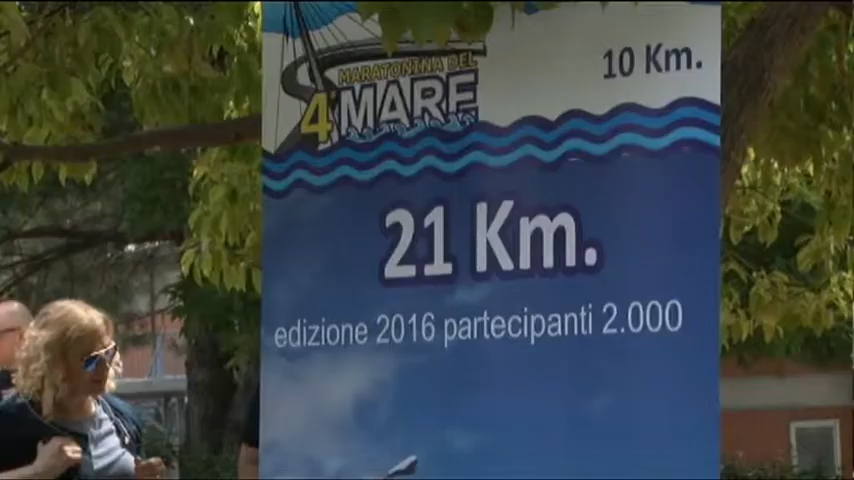 MARATONINA DEL
4 MARE
10 Km.
21 Km.
edizione 2016 partecipanti 2.000